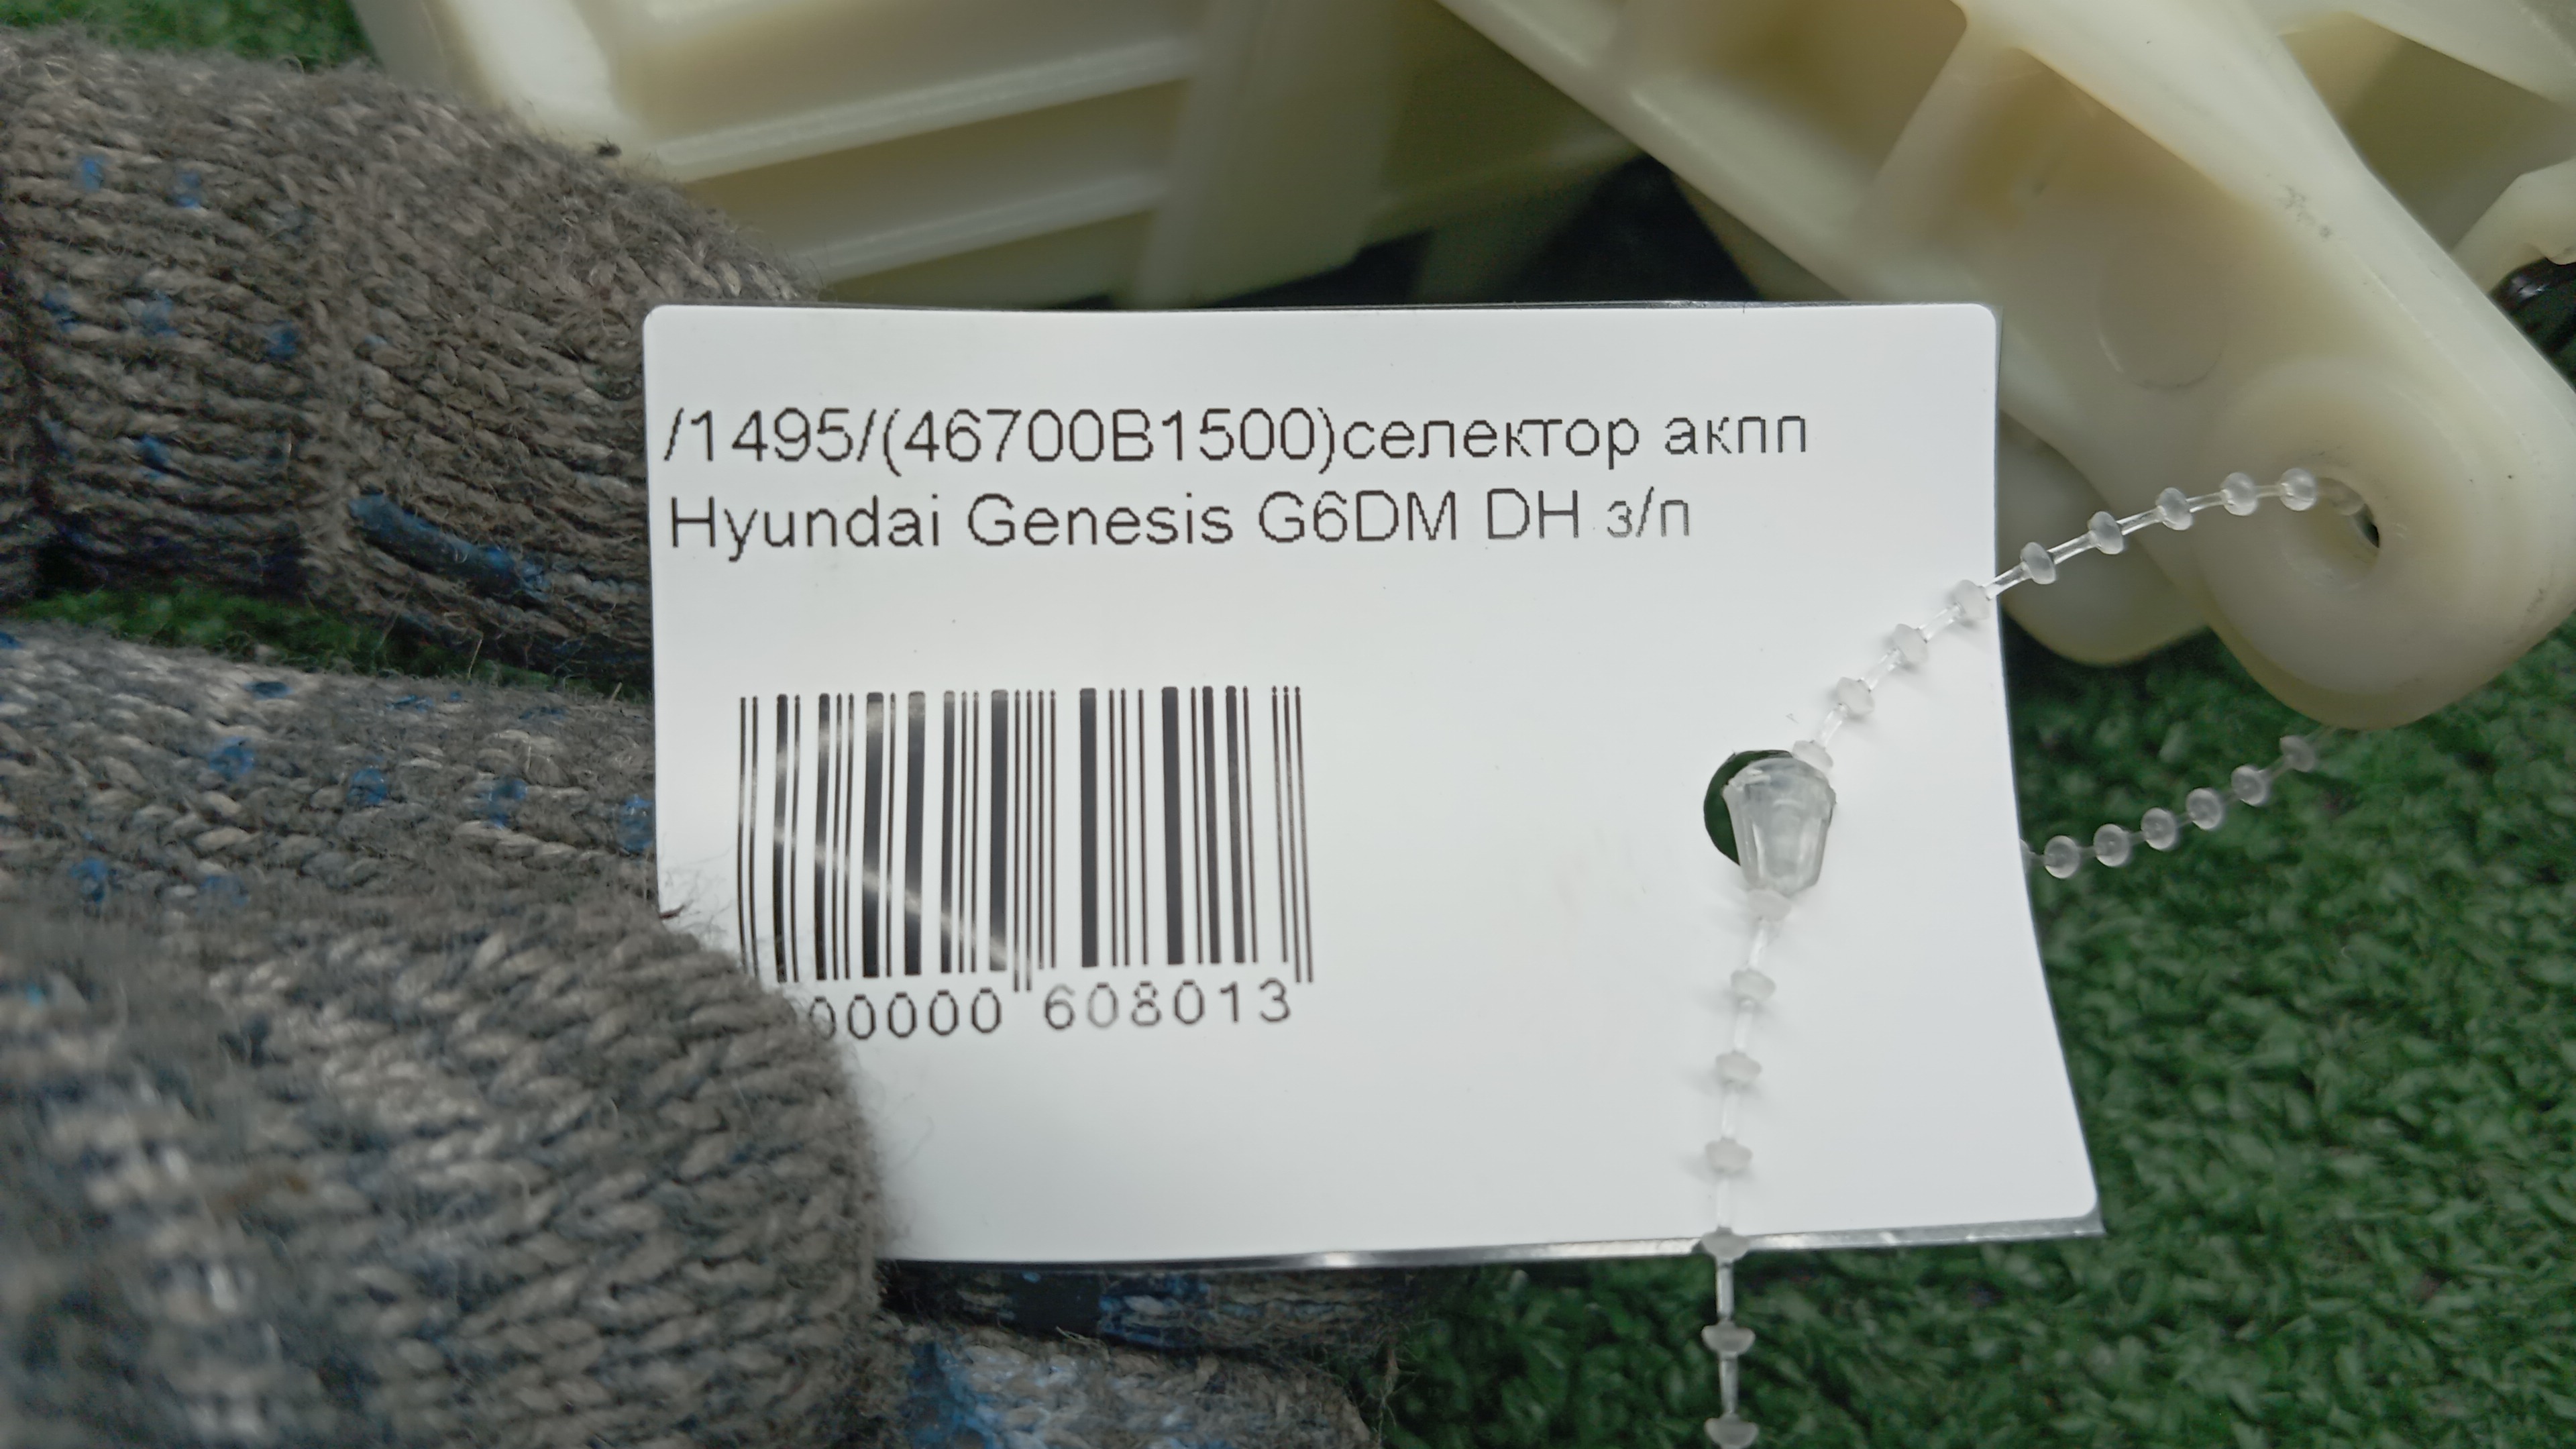 /1495/(46700B1500)селектор акпп
Hyundai Genesis G6DM DH з/п
00000 608013